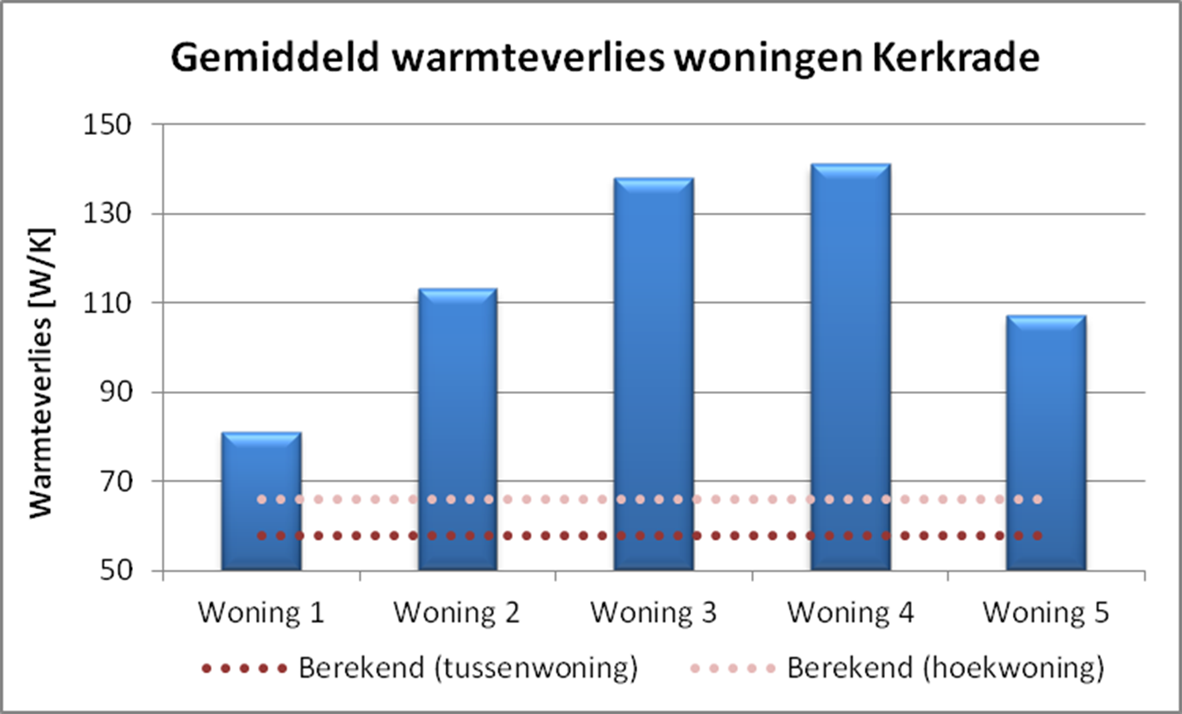 Gemiddeld warmteverlies woningen Kerkrade
Warmteverlies [W/K]
150
130
110
90
70
50
Woning 1 Woning 2 Woning 3 Woning 4 Woning 5
Berekend (tussenwoning) Berekend (hoekwoning)